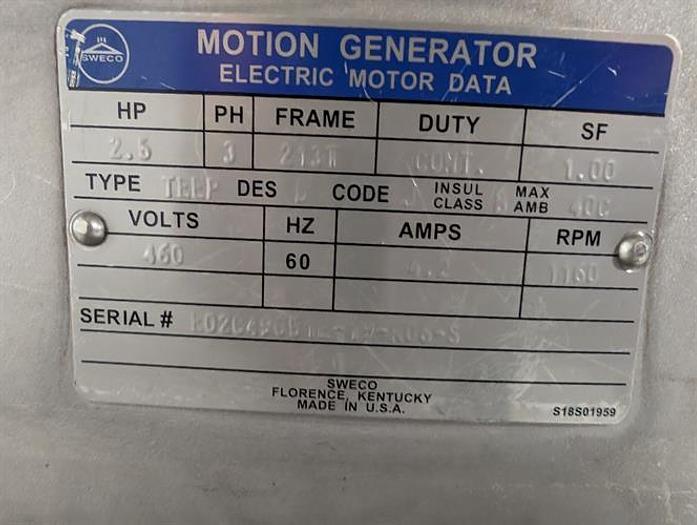 SWECO
MOTION GENERATOR
ELECTRIC MOTOR DATA
HP PH FRAME DUTY SF
2.5 3 213T CONT. 1.00
TYPE DES CODE INSUL CLASS MAX AMB 40C
VOLTS HZ AMPS RPM
460 60 4.2 1160
SERIAL #
SWECO
FLORENCE, KENTUCKY
MADE IN U.S.A.
S18S01959